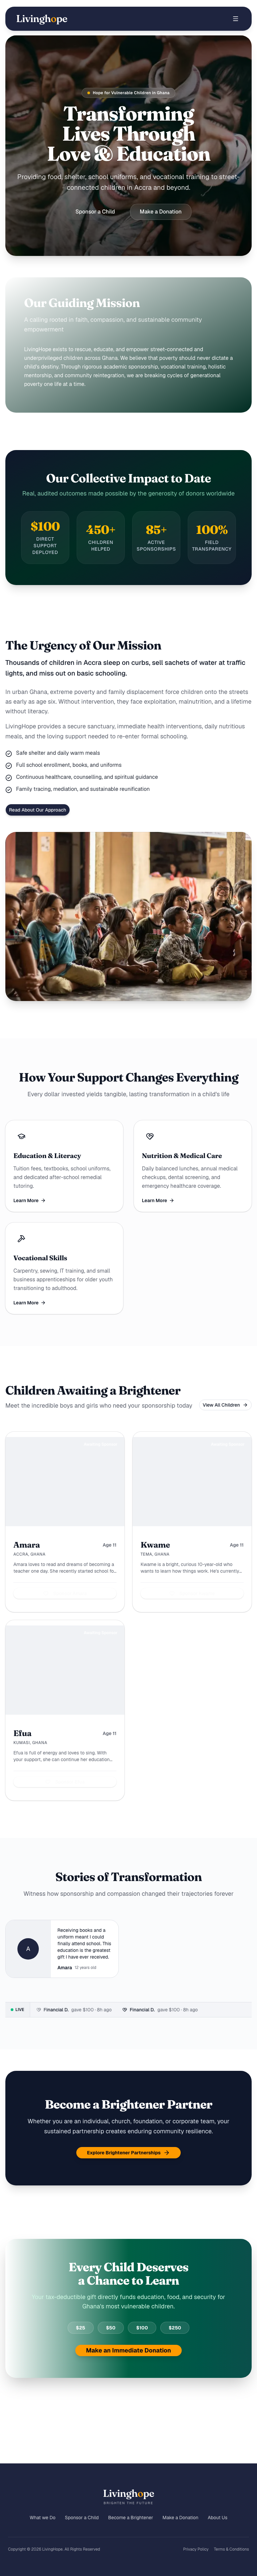 Livinghope
Hope for Vulnerable Children in Ghana
Transforming
Lives Through
Love & Education
Providing food, shelter, school uniforms, and vocational training to street-
connected children in Accra and beyond.
Sponsor a Child
Make a Donation
Our Guiding Mission
A calling rooted in faith, compassion, and sustainable community
empowerment
LivingHope exists to rescue, educate, and empower street-connected and
underprivileged children across Ghana. We believe that poverty should never dictate a
child's destiny. Through rigorous academic sponsorship, vocational training, holistic
mentorship, and community reintegration, we are breaking cycles of generational
poverty one life at a time.
Our Collective Impact to Date
Real, audited outcomes made possible by the generosity of donors worldwide
$100
DIRECT
SUPPORT
DEPLOYED
450+
CHILDREN
HELPED
85+
ACTIVE
SPONSORSHIPS
100%
FIELD
TRANSPARENCY
The Urgency of Our Mission
Thousands of children in Accra sleep on curbs, sell sachets of water at traffic
lights, and miss out on basic schooling.
In urban Ghana, extreme poverty and family displacement force children onto the streets
as early as age six. Without intervention, they face exploitation, malnutrition, and a lifetime
without literacy.
LivingHope provides a secure sanctuary, immediate health interventions, daily nutritious
meals, and the loving support needed to re-enter formal schooling.
Safe shelter and daily warm meals
Full school enrollment, books, and uniforms
Continuous healthcare, counselling, and spiritual guidance
Family tracing, mediation, and sustainable reunification
Read About Our Approach
How Your Support Changes Everything
Every dollar invested yields tangible, lasting transformation in a child's life
Education & Literacy
Tuition fees, textbooks, school uniforms,
and dedicated after-school remedial
tutoring.
Learn More
Nutrition & Medical Care
Daily balanced lunches, annual medical
checkups, dental screening, and
emergency healthcare coverage.
Learn More
Vocational Skills
Carpentry, sewing, IT training, and small
business apprenticeships for older youth
transitioning to adulthood.
Learn More
Children Awaiting a Brightener
Meet the incredible boys and girls who need your sponsorship today
View All Children
Amara
Age 11
ACCRA, GHANA
Amara loves to read and dreams of becoming a
teacher one day. She recently started school fo...
Kwame
Age 11
TEMA, GHANA
Kwame is a bright, curious 10-year-old who
wants to learn how things work. He's currently...
Efua
Age 11
KUMASI, GHANA
Efua is full of energy and loves to sing. With
your support, she can continue her education...
Stories of Transformation
Witness how sponsorship and compassion changed their trajectories forever
A
Receiving books and a
uniform meant I could
finally attend school. This
education is the greatest
gift I have ever received.
Amara 12 years old
LIVE
Financial D. gave $100 · 8h ago
Financial D. gave $100 · 8h ago
Become a Brightener Partner
Whether you are an individual, church, foundation, or corporate team, your
sustained partnership creates enduring community resilience.
Explore Brightener Partnerships
Every Child Deserves
a Chance to Learn
Your tax-deductible gift directly funds education, food, and security for
Ghana's most vulnerable children.
$25
$50
$100
$250
Make an Immediate Donation
Livinghope
BRIGHTEN THE FUTURE
What we Do
Sponsor a Child
Become a Brightener
Make a Donation
About Us
Copyright © 2026 LivingHope. All Rights Reserved
Privacy Policy
Terms & Conditions